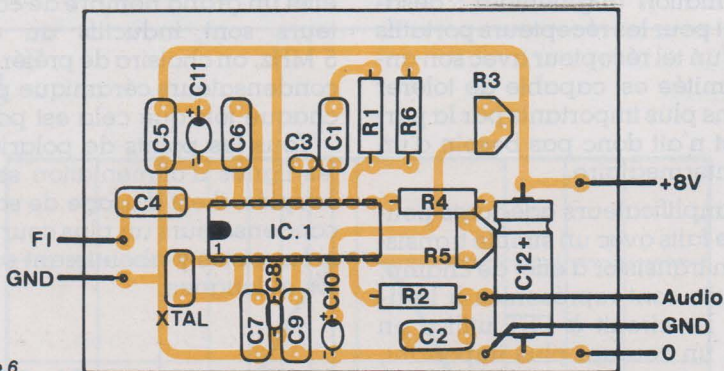 C11
R3
C5
C6
C3
C1
R1
R6
+8V
C4
R4
FI
IC.1
1
R5
C12+
GND
C8
+C10
R2
Audio
XTAL
C7
C9
C2
GND
0
6